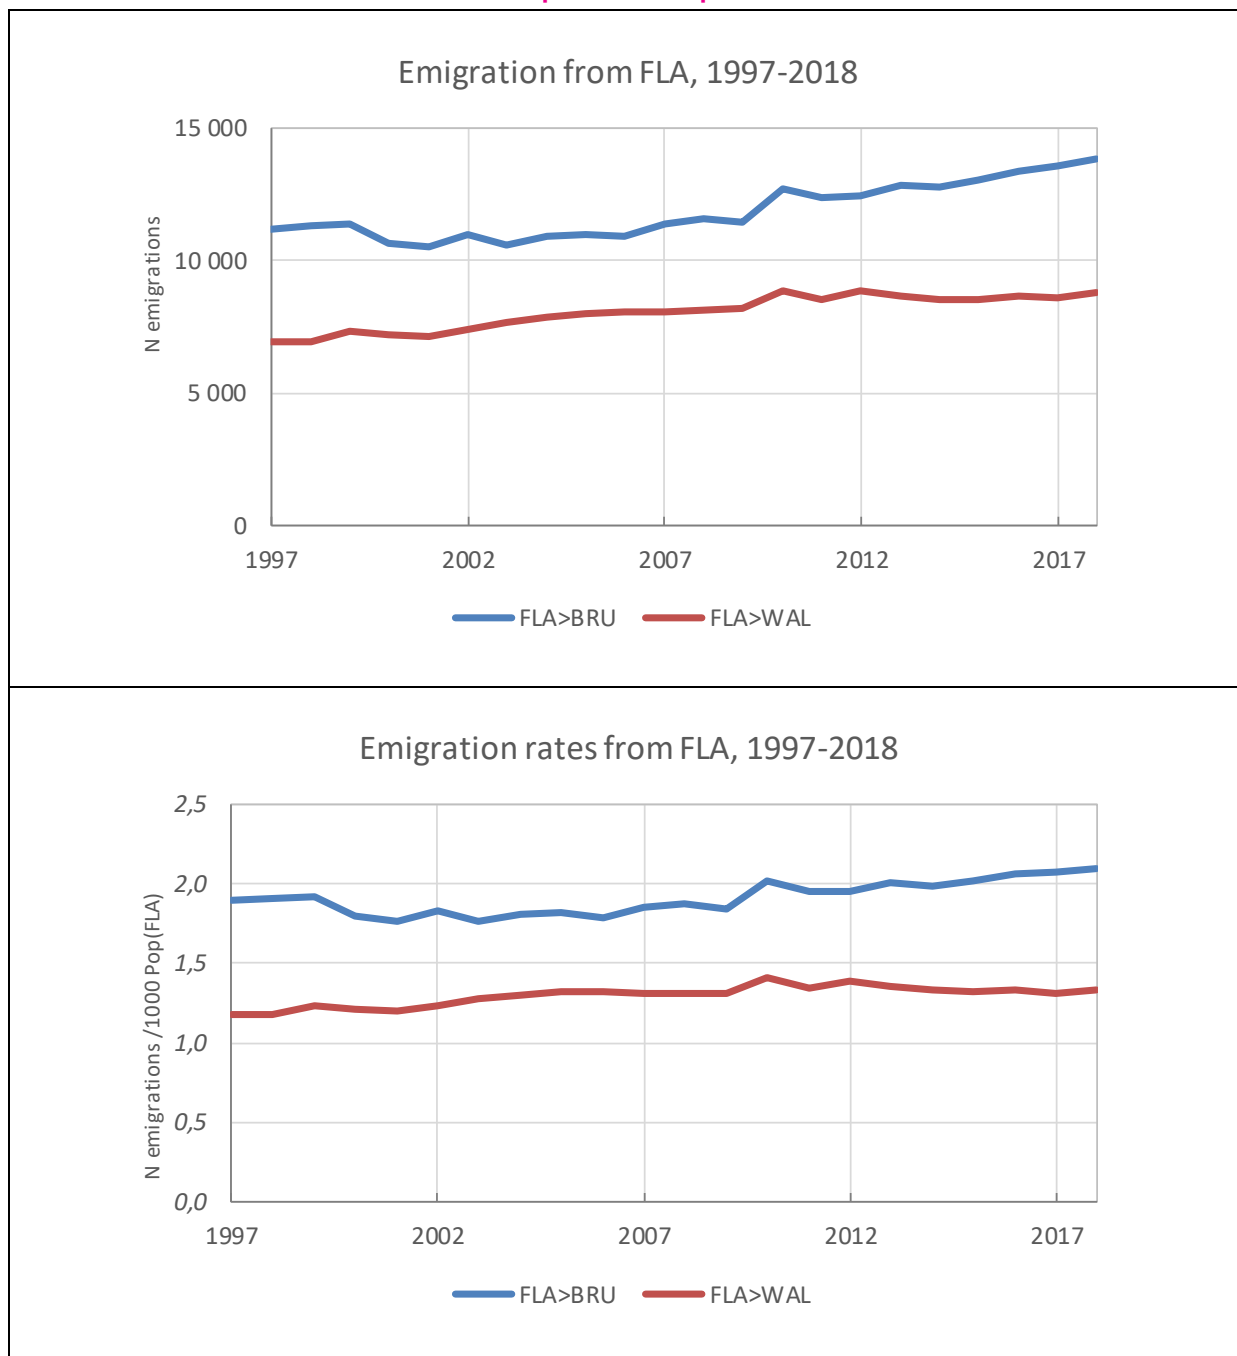 Emigration from FLA, 1997-2018
15 000
10 000
5 000
0
N emigrations
1997 2002 2007 2012 2017
FLA>BRU FLA>WAL
Emigration rates from FLA, 1997-2018
2,5
2,0
1,5
1,0
0,5
0,0
N emigrations /1000 Pop(FLA)
1997 2002 2007 2012 2017
FLA>BRU FLA>WAL